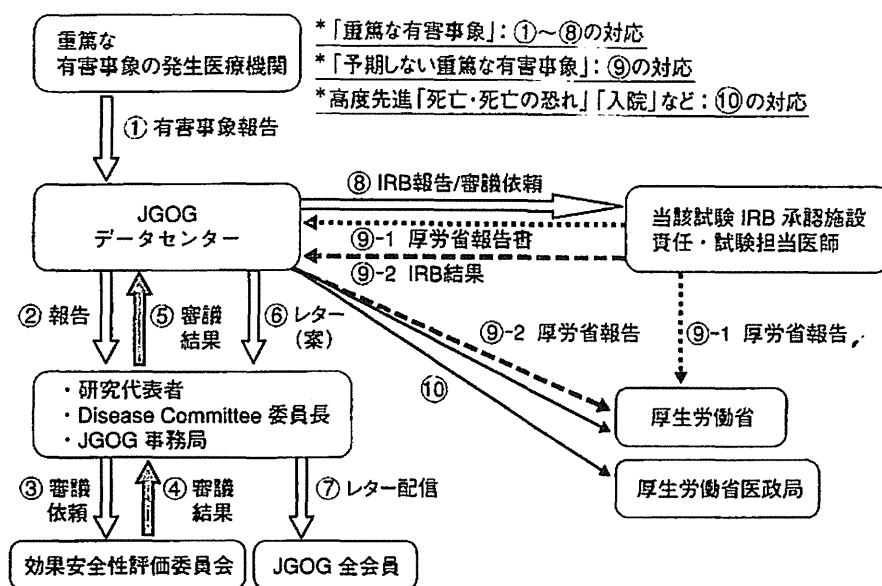 重篤な
有害事象の発生医療機関
*「重篤な有害事象」：①～⑧の対応
*「予期しない重篤な有害事象」：⑨の対応
*高度先進「死亡・死亡の恐れ」「入院」など：⑩の対応
① 有害事象報告
⑧ IRB報告/審議依頼
JGOG
データセンター
当該試験 IRB 承認施設
責任・試験担当医師
⑨-1 厚労省報告書
⑨-2 IRB結果
② 報告
⑤ 審議
結果
⑥ レター
(案)
⑨-2 厚労省報告
⑨-1 厚労省報告
⑩
・研究代表者
・Disease Committee 委員長
・JGOG 事務局
厚生労働省
厚生労働省医政局
③ 審議
依頼
④ 審議
結果
⑦ レター配信
効果安全性評価委員会
JGOG 全会員